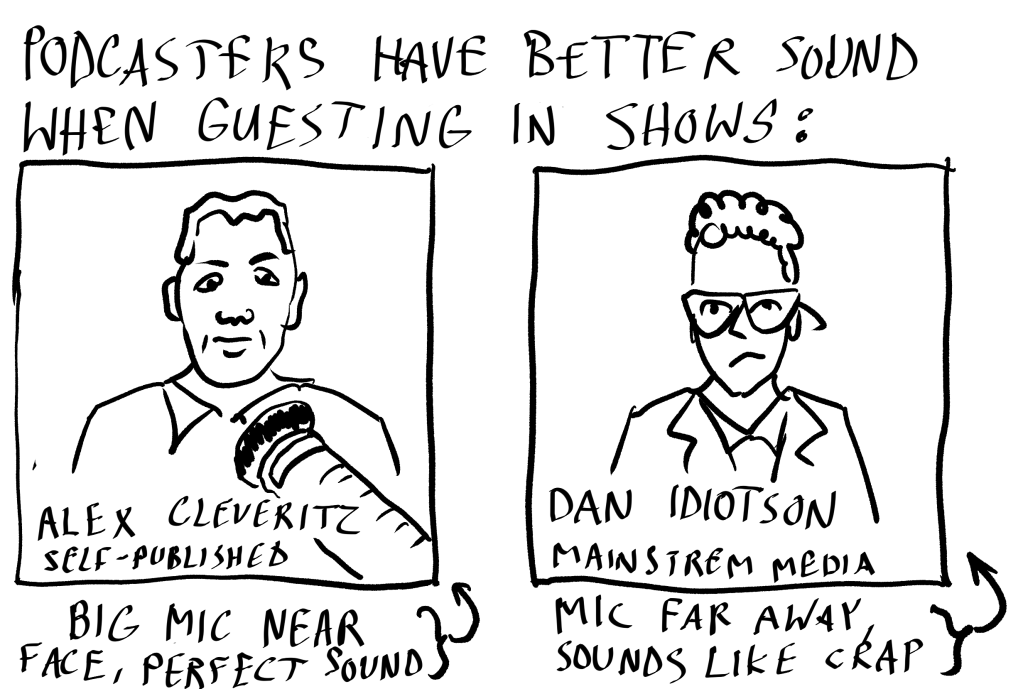 PODCASTERS HAVE BETTER SOUND
WHEN GUESTING IN SHOWS:
ALEX CLEVERITZ
SELF-PUBLISHED
BIG MIC NEAR
FACE, PERFECT SOUND
DAN IDIOTSON
MAINSTREM MEDIA
MIC FAR AWAY,
SOUNDS LIKE CRAP